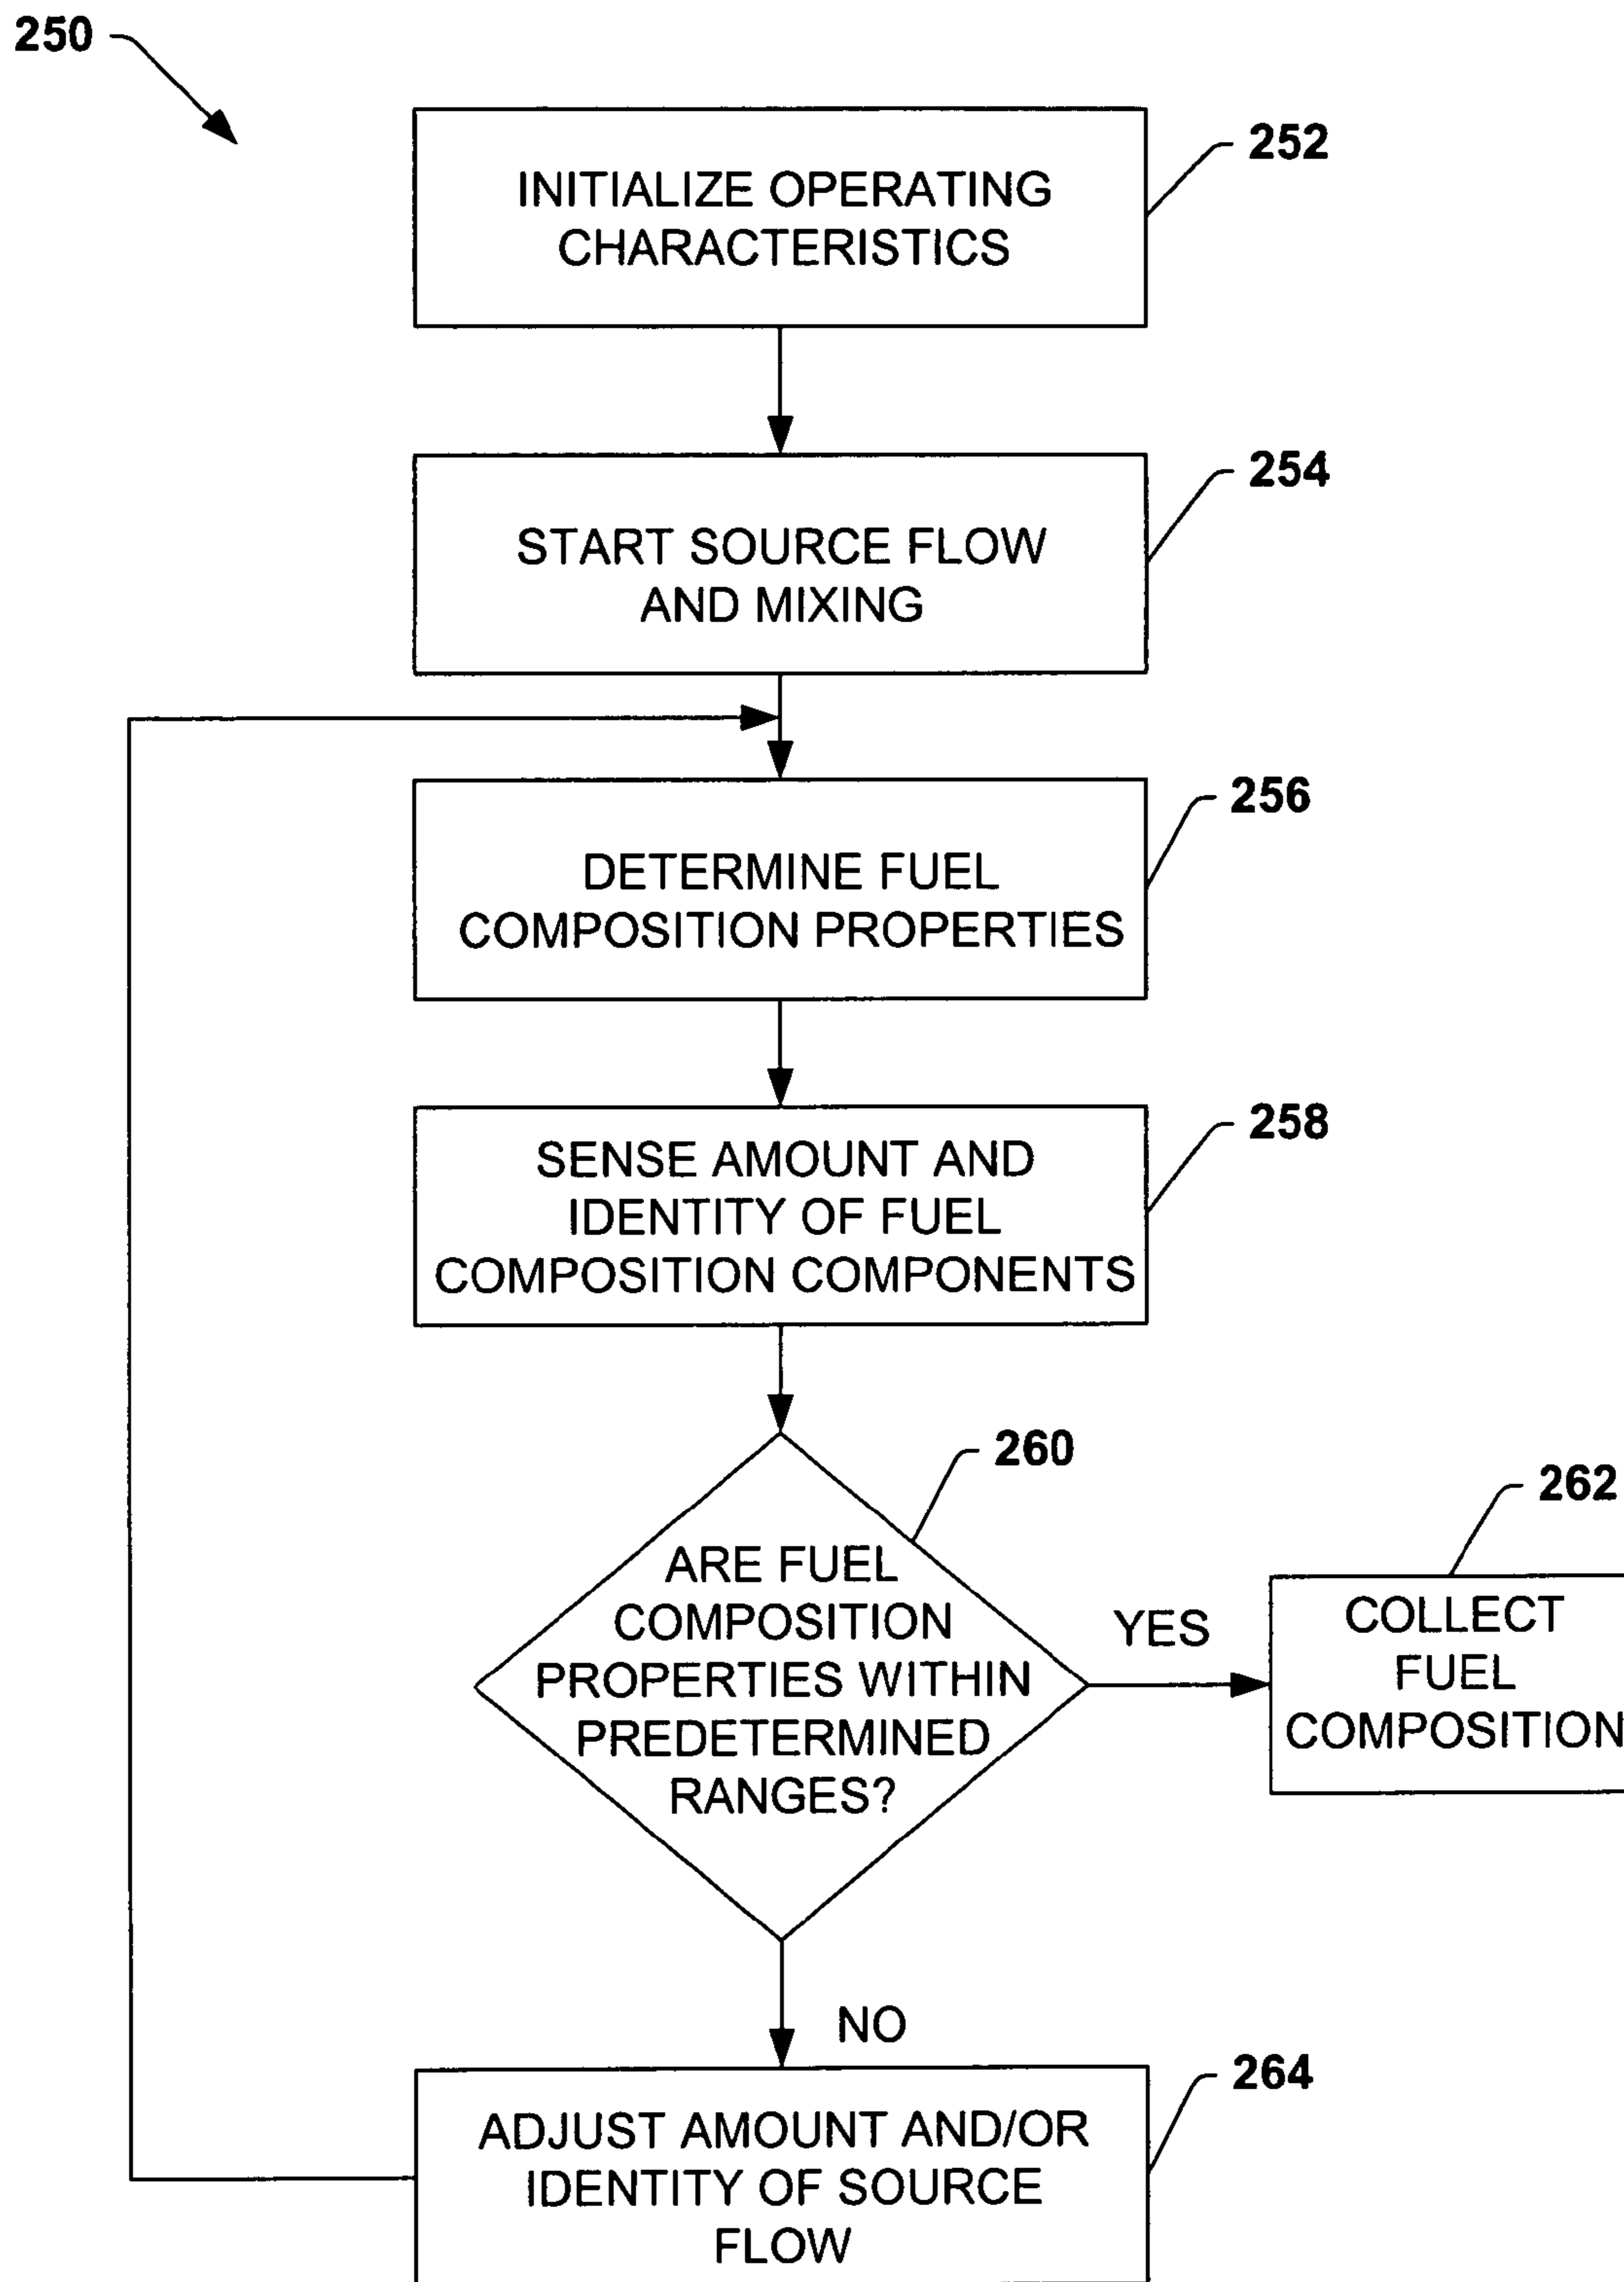 250
252
INITIALIZE OPERATING
CHARACTERISTICS
254
START SOURCE FLOW
AND MIXING
256
DETERMINE FUEL
COMPOSITION PROPERTIES
258
SENSE AMOUNT AND
IDENTITY OF FUEL
COMPOSITION COMPONENTS
260
ARE FUEL
COMPOSITION
PROPERTIES WITHIN
PREDETERMINED
RANGES?
YES
262
COLLECT
FUEL
COMPOSITION
NO
264
ADJUST AMOUNT AND/OR
IDENTITY OF SOURCE
FLOW